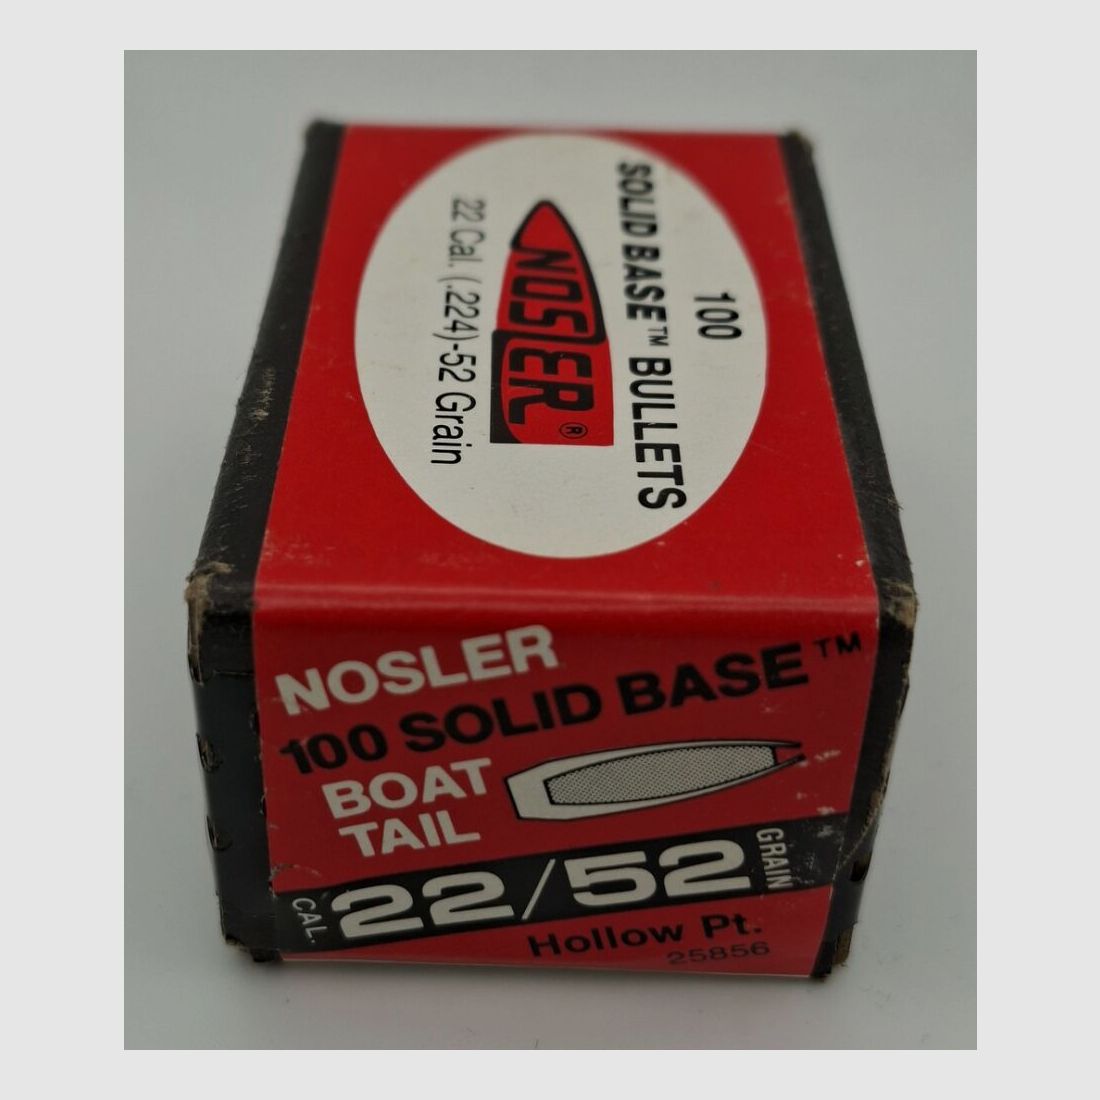 100
SOLID BASE™ BULLETS
NOSLER®
.22 Cal. (.224)-52 Grain
NOSLER
100 SOLID BASE™
BOAT
TAIL
CAL. 22/52 GRAIN
Hollow Pt.
25856